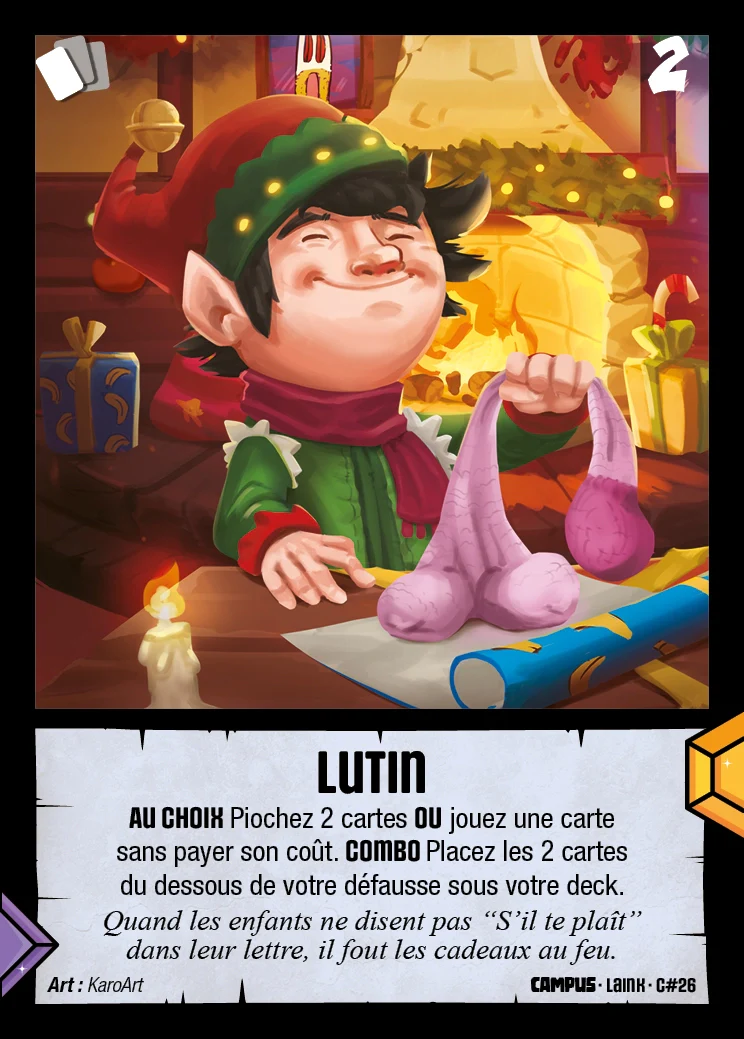 2
LUTIN
AU CHOIX Piochez 2 cartes OU jouez une carte
sans payer son coût. COMBO Placez les 2 cartes
du dessous de votre défausse sous votre deck.
Quand les enfants ne disent pas “S’il te plaît”
dans leur lettre, il fout les cadeaux au feu.
Art : KaroArt
CAMPUS · LainK · C#26